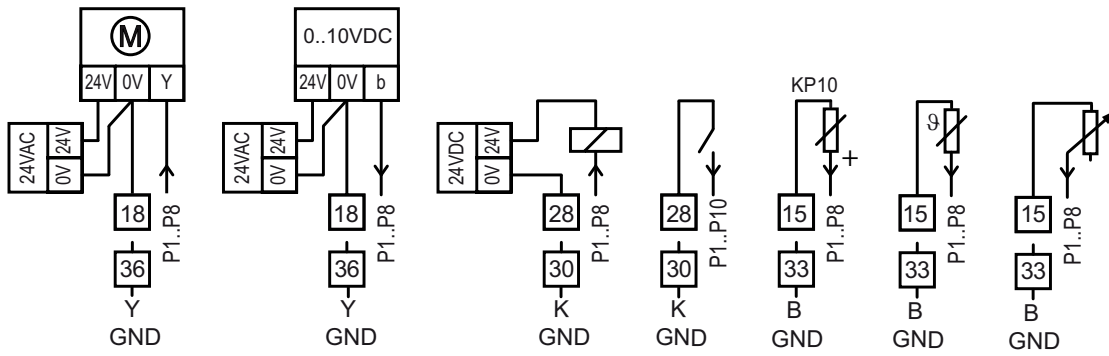 M
24V 0V Y
24VAC
24V
0V
18
P1..P8
36
Y
GND
0..10VDC
24V 0V b
24VAC
24V
0V
18
P1..P8
36
Y
GND
24VDC
24V
0V
28
P1..P8
30
K
GND
28
P1..P10
30
K
GND
KP10
+
15
P1..P8
33
B
GND
ϑ
15
P1..P8
33
B
GND
15
P1..P8
33
B
GND